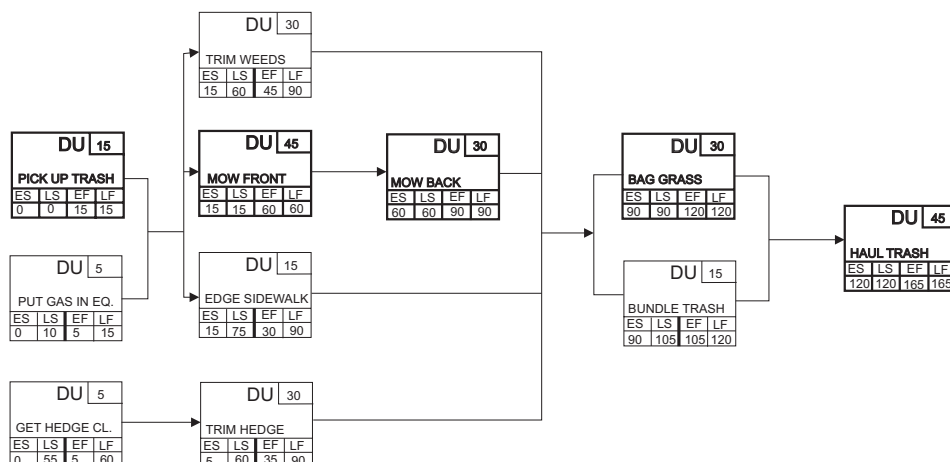 DU 30
TRIM WEEDS
ES LS EF LF
15 60 45 90
DU 15
PICK UP TRASH
ES LS EF LF
0 0 15 15
DU 45
MOW FRONT
ES LS EF LF
15 15 60 60
DU 30
MOW BACK
ES LS EF LF
60 60 90 90
DU 30
BAG GRASS
ES LS EF LF
90 90 120 120
DU 45
HAUL TRASH
ES LS EF LF
120 120 165 165
DU 5
PUT GAS IN EQ.
ES LS EF LF
0 10 5 15
DU 15
EDGE SIDEWALK
ES LS EF LF
15 75 30 90
DU 15
BUNDLE TRASH
ES LS EF LF
90 105 105 120
DU 5
GET HEDGE CL.
ES LS EF LF
0 55 5 60
DU 30
TRIM HEDGE
ES LS EF LF
5 60 35 90